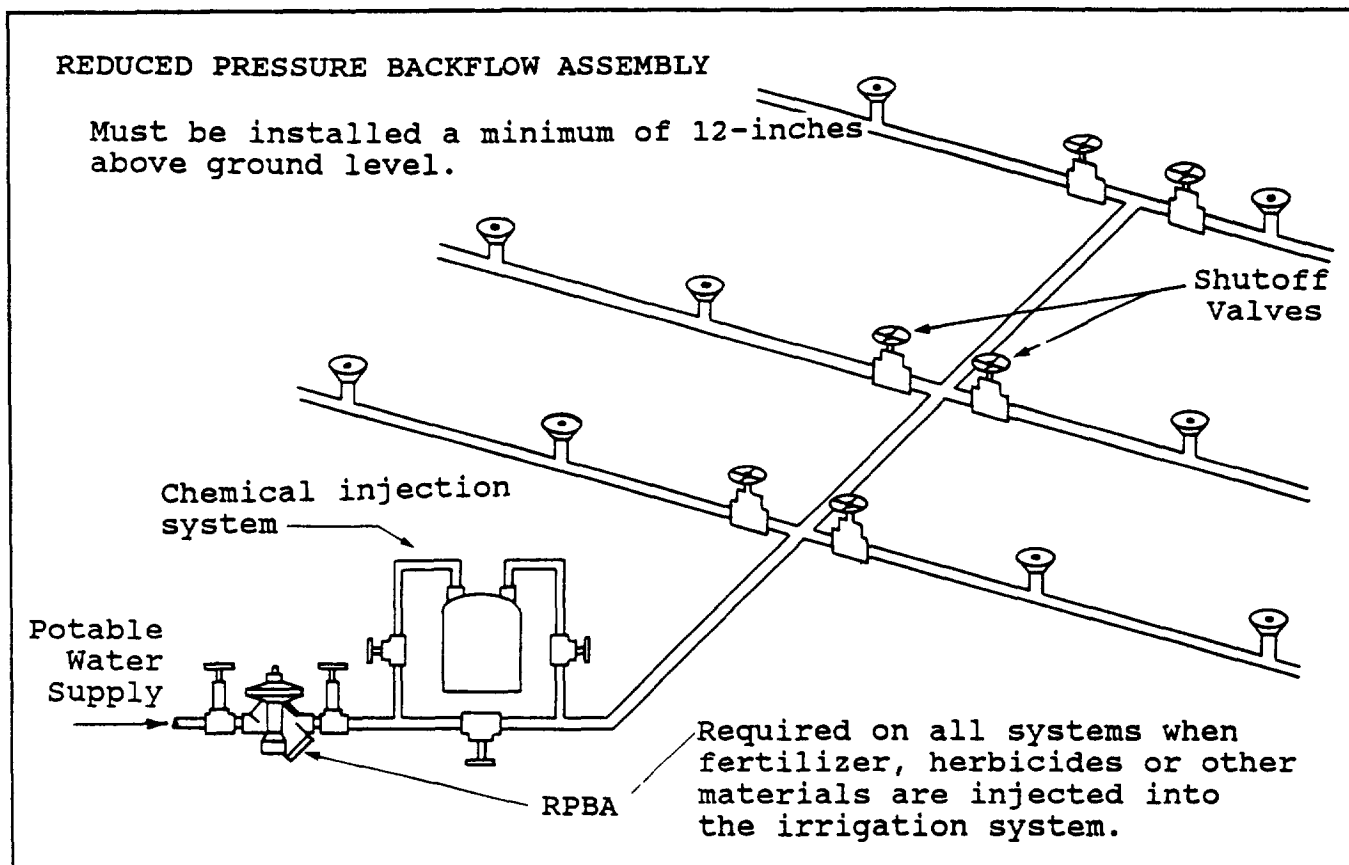 REDUCED PRESSURE BACKFLOW ASSEMBLY
Must be installed a minimum of 12-inches
above ground level.
Shutoff
Valves
Chemical injection
system
Potable
Water
Supply
Required on all systems when
fertilizer, herbicides or other
materials are injected into
the irrigation system.
RPBA